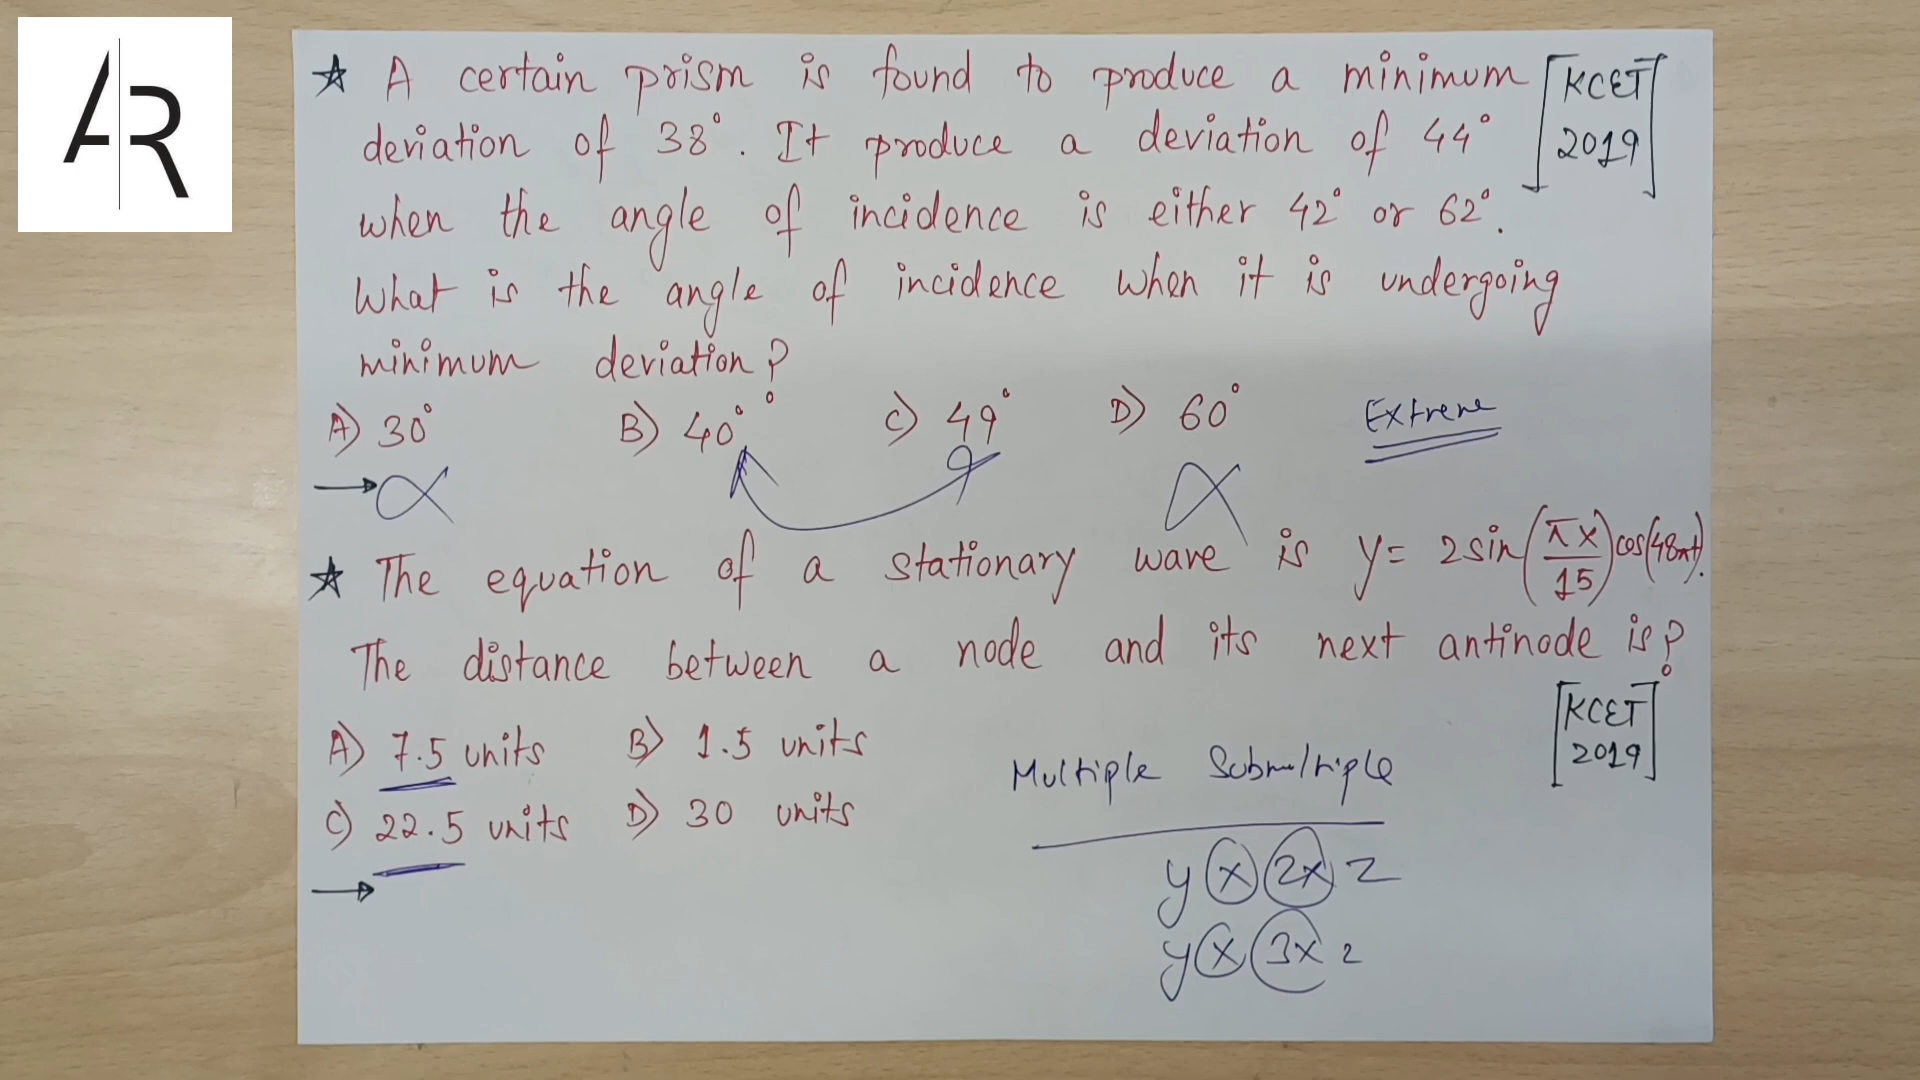 AR
★ A certain prism is found to produce a minimum [KCET
deviation of 38°. It produce a deviation of 44° 2019]
when the angle of incidence is either 42° or 62°.
What is the angle of incidence when it is undergoing
minimum deviation?
A) 30° B) 40° C) 49° D) 60° Extreme
★ The equation of a stationary wave is y = 2 sin(πx/15) cos(48πt).
The distance between a node and its next antinode is?
[KCET
2019]
A) 7.5 units B) 1.5 units
C) 22.5 units D) 30 units
Multiple Submultiple
y x 2x z
y x 3x z